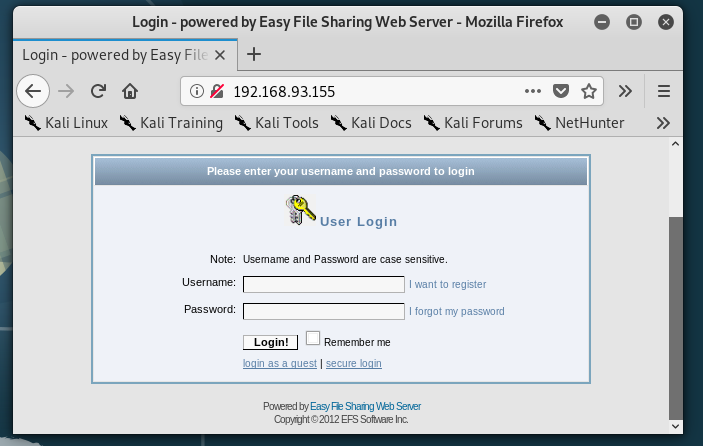 Login - powered by Easy File Sharing Web Server - Mozilla Firefox
Login - powered by Easy File
192.168.93.155
Kali Linux Kali Training Kali Tools Kali Docs Kali Forums NetHunter
Please enter your username and password to login
User Login
Note: Username and Password are case sensitive.
Username: I want to register
Password: I forgot my password
Login! Remember me
login as a guest | secure login
Powered by Easy File Sharing Web Server
Copyright © 2012 EFS Software Inc.